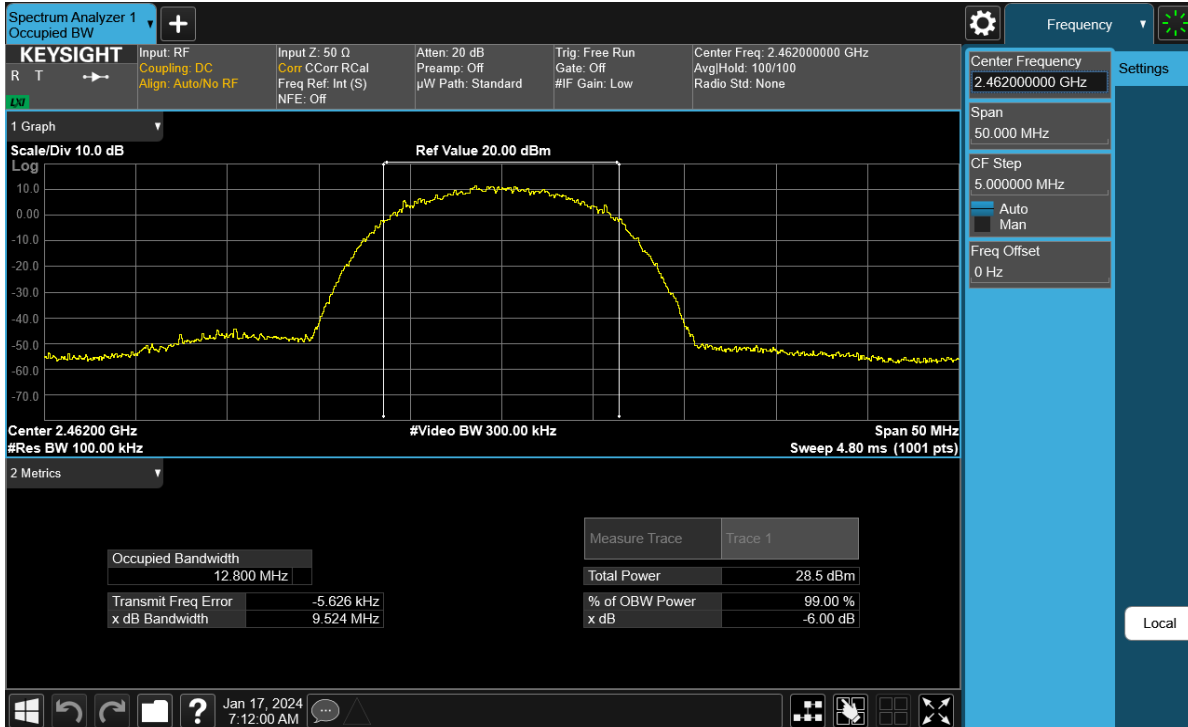 Spectrum Analyzer 1
Occupied BW
Frequency
KEYSIGHT
R T
LXI
Input: RF
Coupling: DC
Align: Auto/No RF
Input Z: 50 Ω
Corr CCorr RCal
Freq Ref: Int (S)
NFE: Off
Atten: 20 dB
Preamp: Off
µW Path: Standard
Trig: Free Run
Gate: Off
#IF Gain: Low
Center Freq: 2.462000000 GHz
Avg|Hold: 100/100
Radio Std: None
Center Frequency
2.462000000 GHz
Settings
Span
50.000 MHz
CF Step
5.000000 MHz
Auto
Man
Freq Offset
0 Hz
Local
1 Graph
Scale/Div 10.0 dB
Ref Value 20.00 dBm
Log
10.0
0.00
-10.0
-20.0
-30.0
-40.0
-50.0
-60.0
-70.0
Center 2.46200 GHz
#Video BW 300.00 kHz
Span 50 MHz
#Res BW 100.00 kHz
Sweep 4.80 ms (1001 pts)
2 Metrics
Measure Trace
Trace 1
Occupied Bandwidth
12.800 MHz
Total Power
28.5 dBm
Transmit Freq Error
-5.626 kHz
% of OBW Power
99.00 %
x dB Bandwidth
9.524 MHz
x dB
-6.00 dB
?
Jan 17, 2024
7:12:00 AM